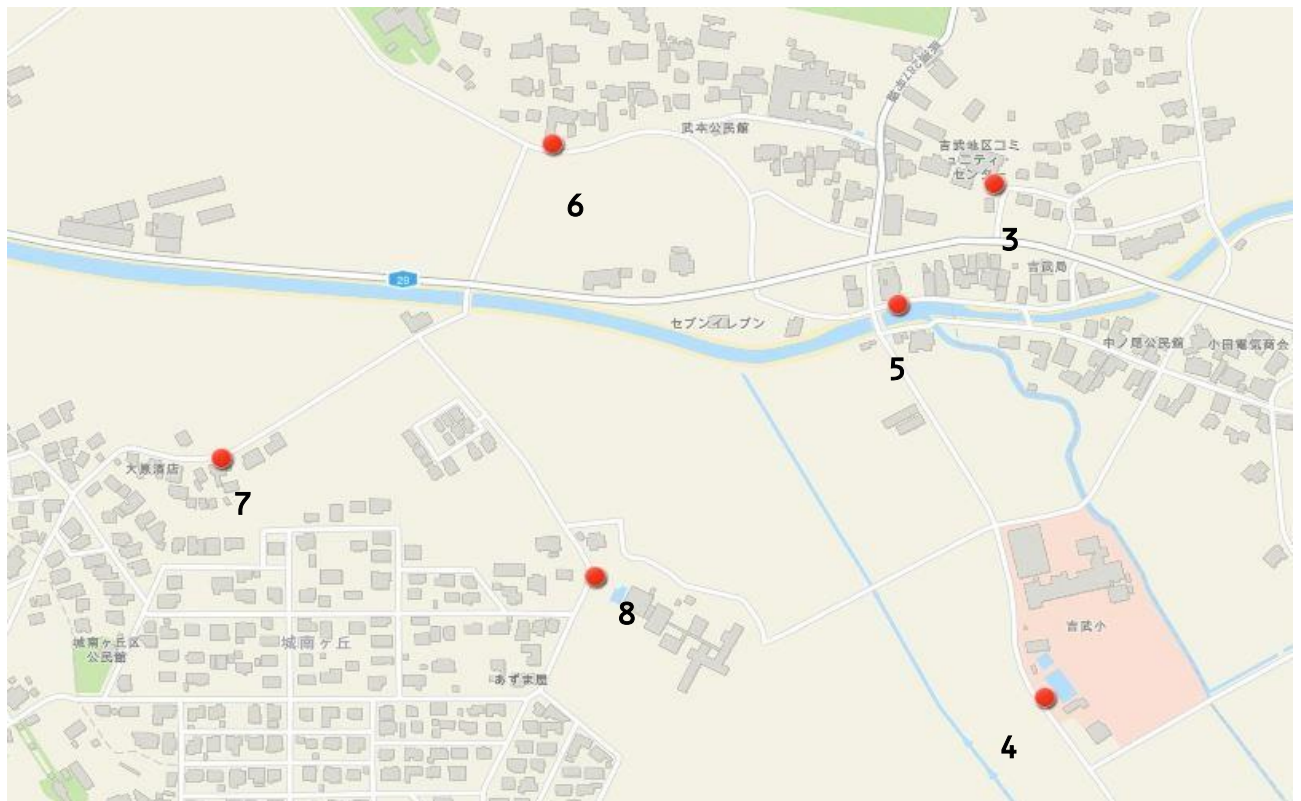 武本公民館
吉武地区コミ
ュニティ
センター
6
3
29
吉武局
セブンイレブン
中ノ尾公民館
小田電気商会
5
大原酒店
7
8
吉武小
城南ヶ丘区
公民館
城南ヶ丘
あずま屋
4